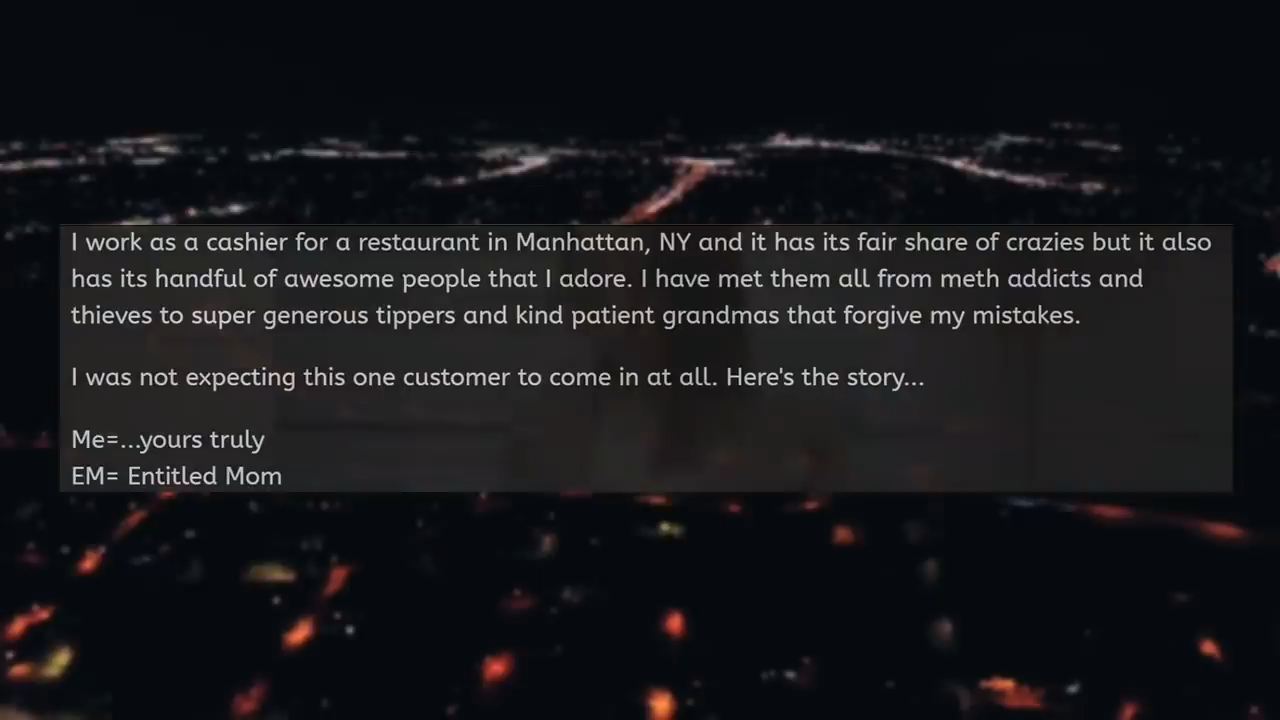 I work as a cashier for a restaurant in Manhattan, NY and it has its fair share of crazies but it also
has its handful of awesome people that I adore. I have met them all from meth addicts and
thieves to super generous tippers and kind patient grandmas that forgive my mistakes.
I was not expecting this one customer to come in at all. Here's the story...
Me=...yours truly
EM= Entitled Mom